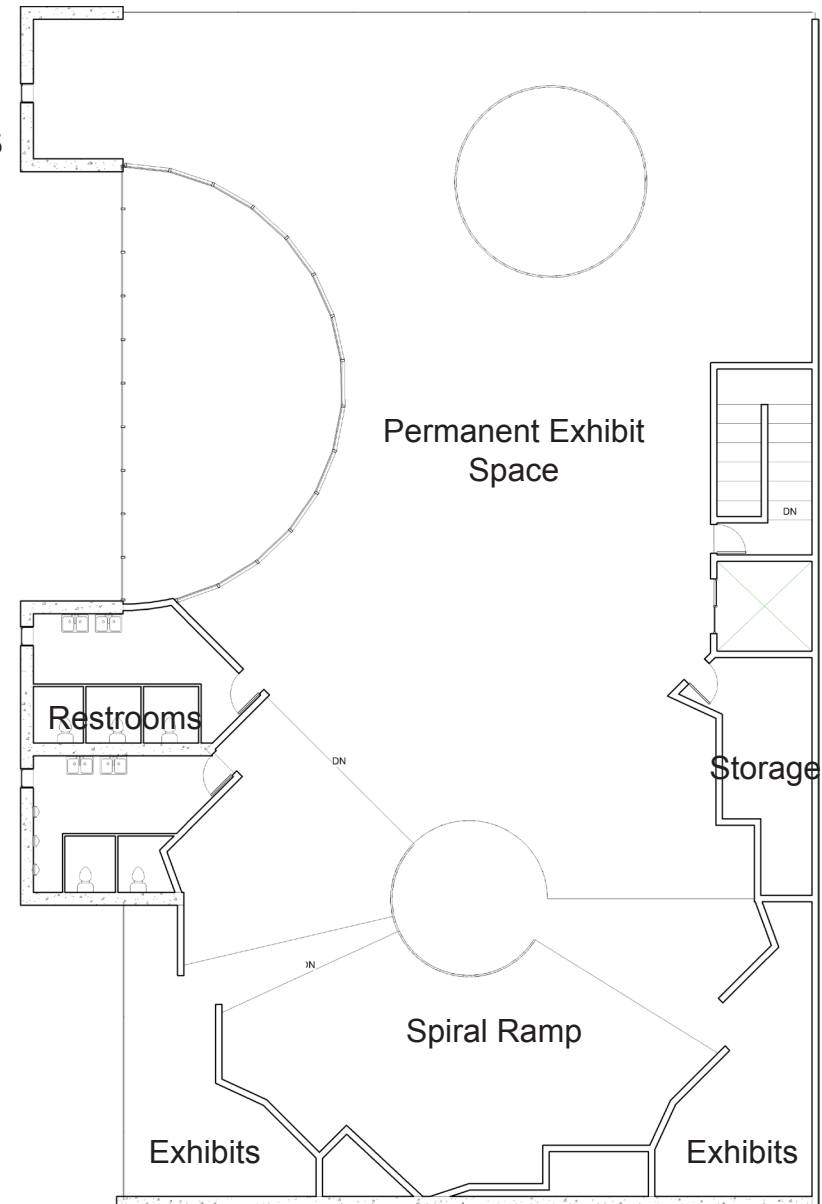 Permanent Exhibit
Space
DN
Restrooms
DN
Storage
Spiral Ramp
Exhibits
Exhibits